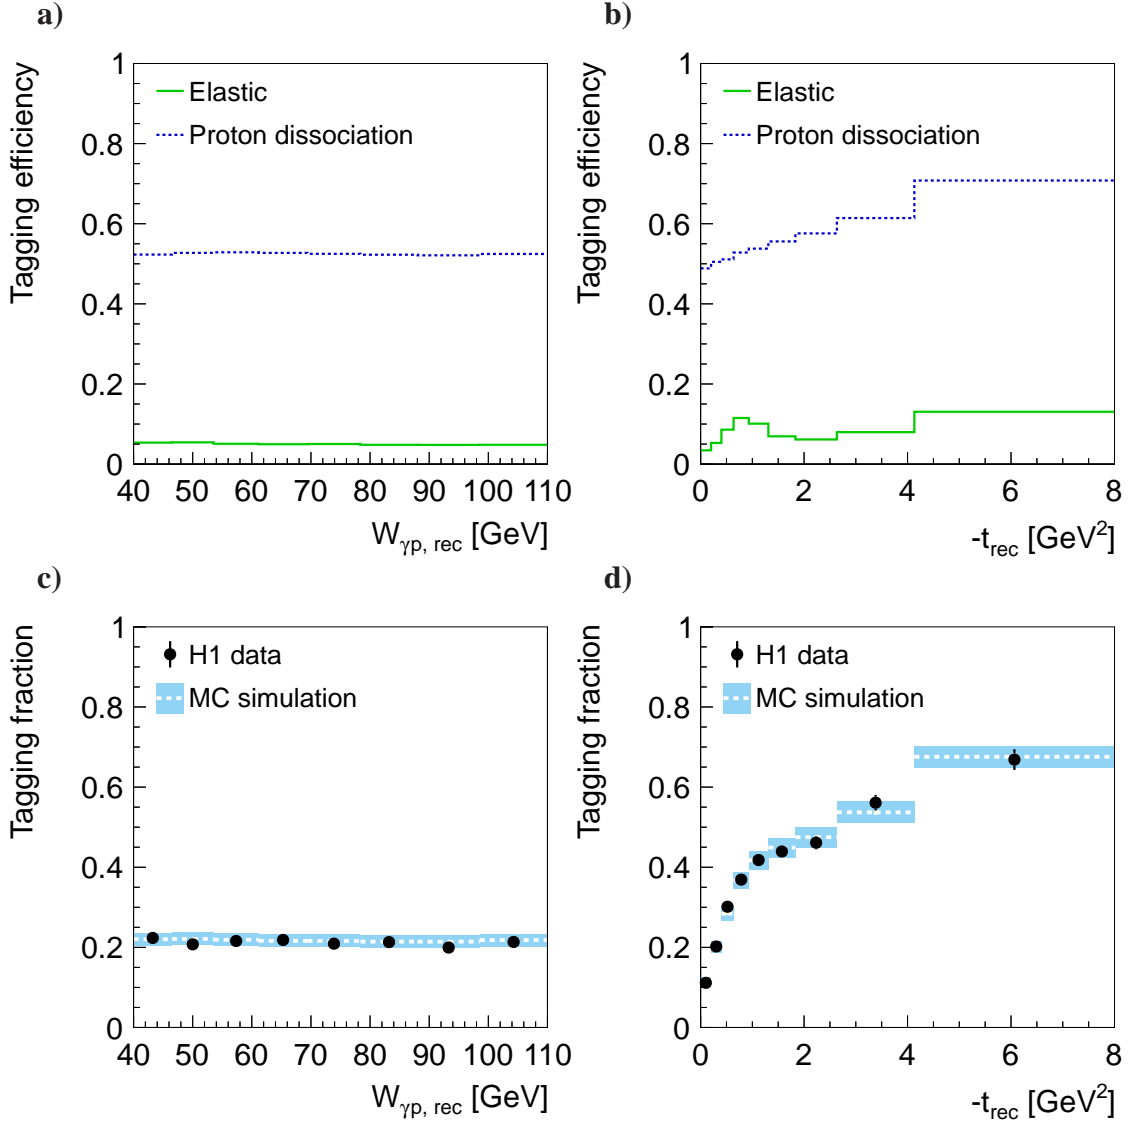 a)
1
0.8
0.6
0.4
0.2
0
Tagging efficiency
Elastic
Proton dissociation
40 50 60 70 80 90 100 110
W_γp, rec [GeV]
b)
1
0.8
0.6
0.4
0.2
0
Tagging efficiency
Elastic
Proton dissociation
0 2 4 6 8
-t_rec [GeV²]
c)
1
0.8
0.6
0.4
0.2
0
Tagging fraction
H1 data
MC simulation
40 50 60 70 80 90 100 110
W_γp, rec [GeV]
d)
1
0.8
0.6
0.4
0.2
0
Tagging fraction
H1 data
MC simulation
0 2 4 6 8
-t_rec [GeV²]